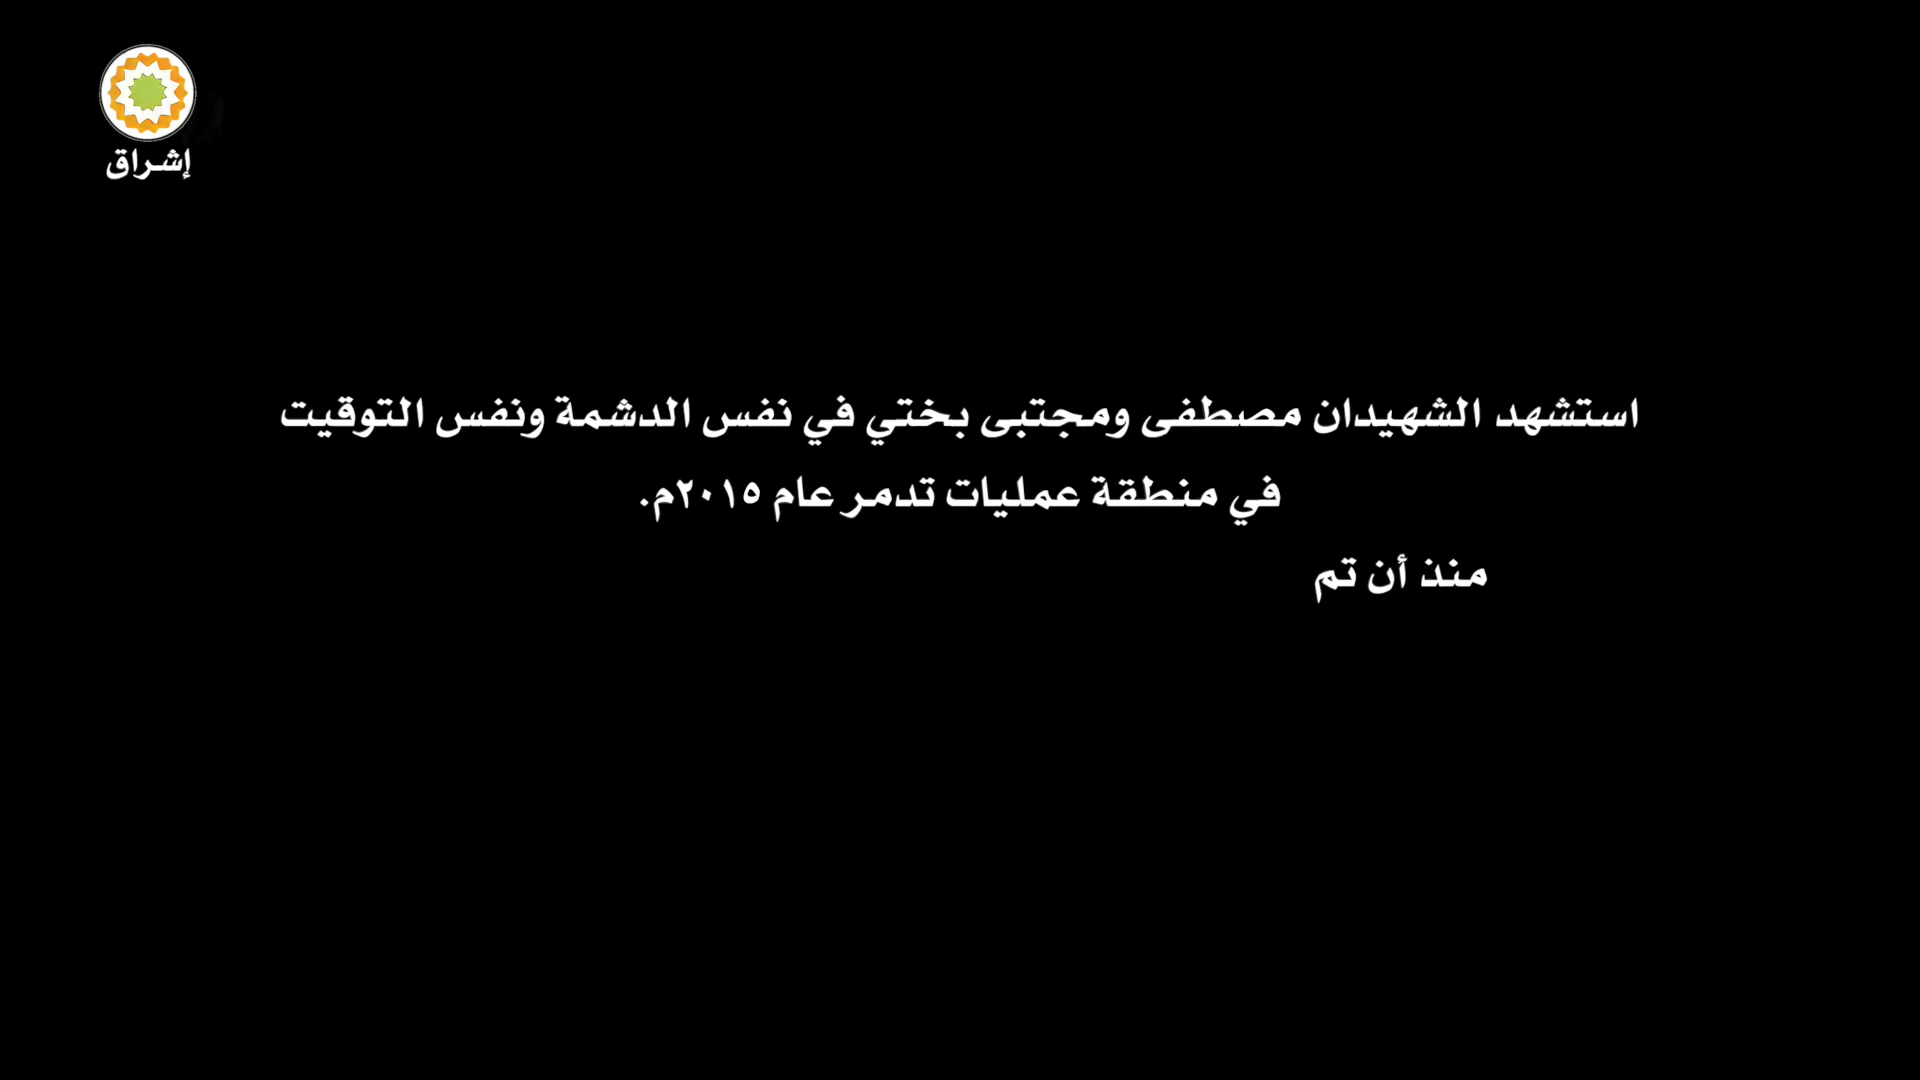 إشراق
استشهد الشهيدان مصطفى ومجتبى بختي في نفس الدشمة ونفس التوقيت
في منطقة عمليات تدمر عام ٢٠١٥م.
منذ أن تم